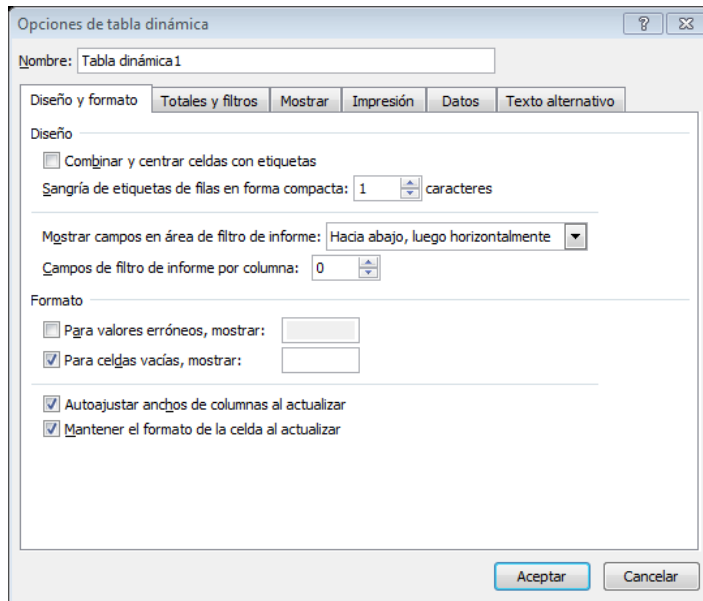 Opciones de tabla dinámica
Nombre: Tabla dinámica1
Diseño y formato Totales y filtros Mostrar Impresión Datos Texto alternativo
Diseño
Combinar y centrar celdas con etiquetas
Sangría de etiquetas de filas en forma compacta: 1 caracteres
Mostrar campos en área de filtro de informe: Hacia abajo, luego horizontalmente
Campos de filtro de informe por columna: 0
Formato
Para valores erróneos, mostrar:
Para celdas vacías, mostrar:
Autoajustar anchos de columnas al actualizar
Mantener el formato de la celda al actualizar
Aceptar Cancelar